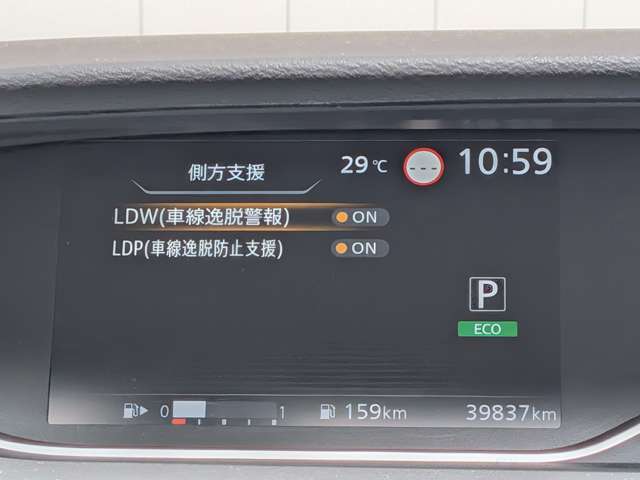 側方支援
29℃
---
10:59
LDW(車線逸脱警報) ON
LDP(車線逸脱防止支援) ON
P
ECO
0 1
159km
39837km